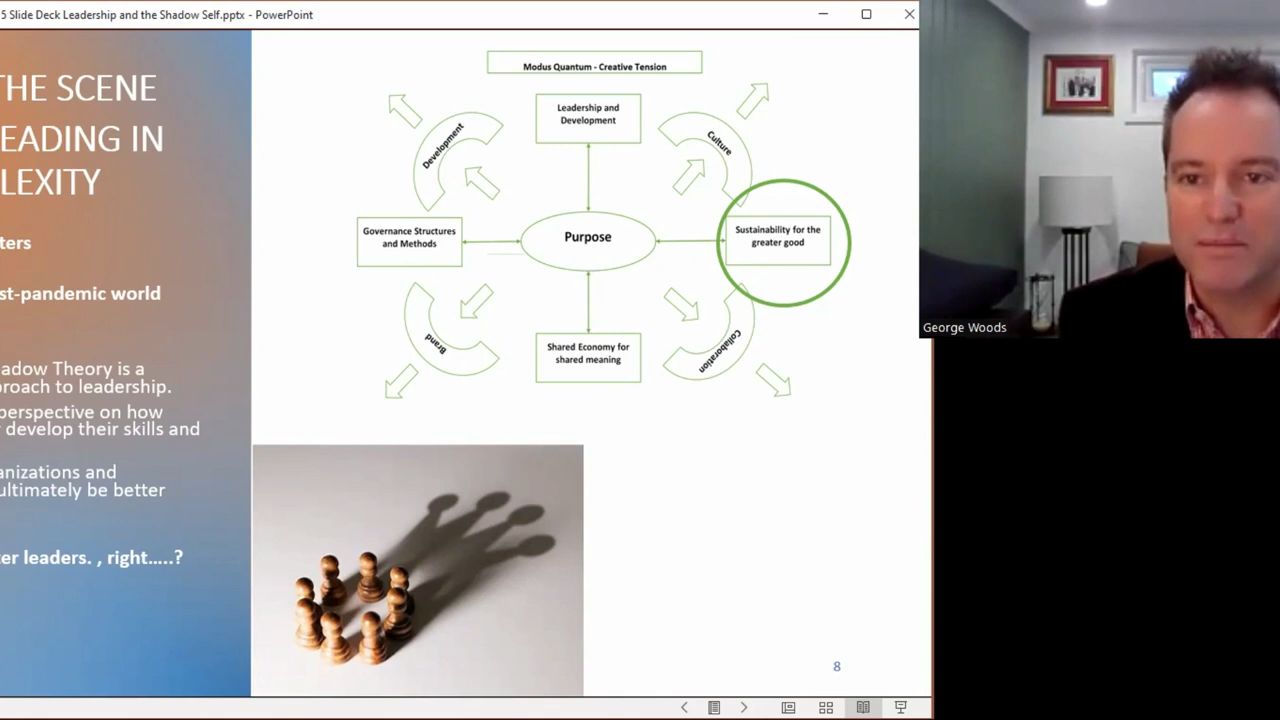 5 Slide Deck Leadership and the Shadow Self.pptx - PowerPoint
THE SCENE
EADING IN
LEXITY
ters
st-pandemic world
adow Theory is a
proach to leadership.
perspective on how
develop their skills and
anizations and
ultimately be better
ter leaders. , right…..?
Modus Quantum - Creative Tension
Leadership and
Development
Development
Culture
Governance Structures
and Methods
Purpose
Sustainability for the
greater good
Brand
Shared Economy for
shared meaning
Collaboration
8
George Woods